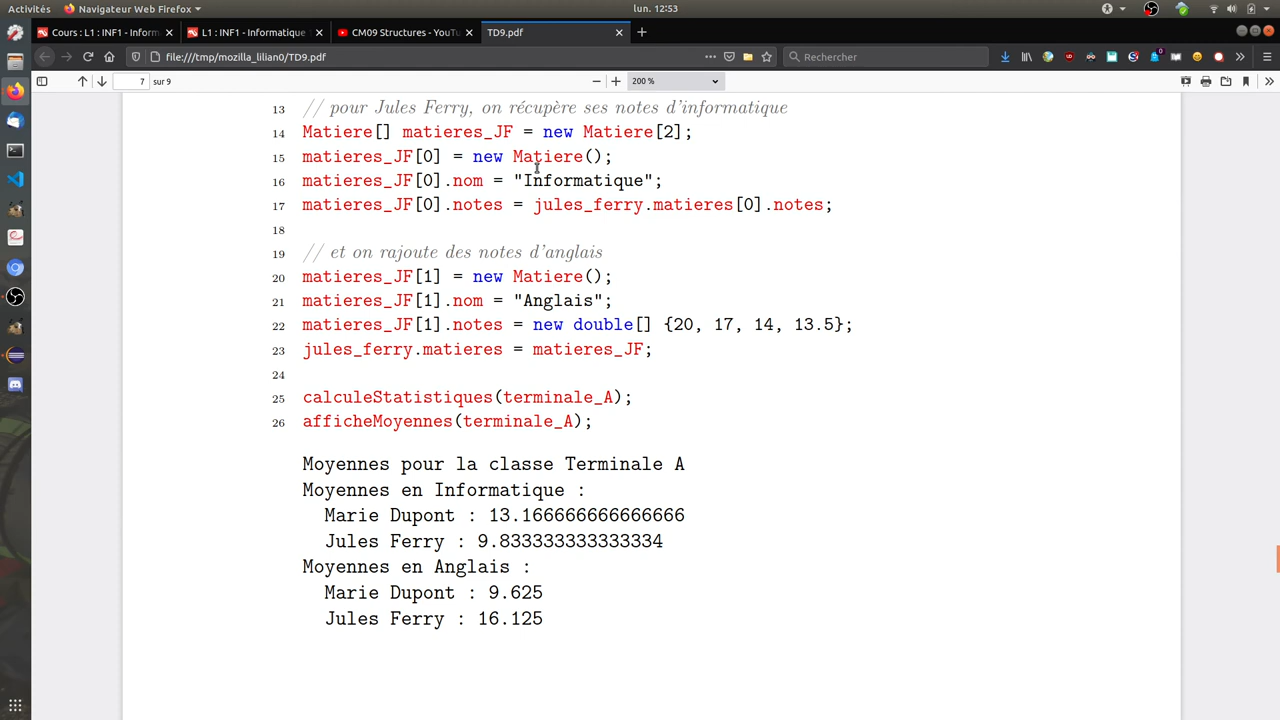 Activités
Navigateur Web Firefox
lun. 12:53
Cours : L1 : INF1 - Inform
L1 : INF1 - Informatique
CM09 Structures - YouTu
TD9.pdf
file:///tmp/mozilla_lilian0/TD9.pdf
Rechercher
7 sur 9
200 %
13 // pour Jules Ferry, on récupère ses notes d'informatique
14 Matiere[] matieres_JF = new Matiere[2];
15 matieres_JF[0] = new Matiere();
16 matieres_JF[0].nom = "Informatique";
17 matieres_JF[0].notes = jules_ferry.matieres[0].notes;
18
19 // et on rajoute des notes d'anglais
20 matieres_JF[1] = new Matiere();
21 matieres_JF[1].nom = "Anglais";
22 matieres_JF[1].notes = new double[] {20, 17, 14, 13.5};
23 jules_ferry.matieres = matieres_JF;
24
25 calculeStatistiques(terminale_A);
26 afficheMoyennes(terminale_A);
Moyennes pour la classe Terminale A
Moyennes en Informatique :
Marie Dupont : 13.166666666666666
Jules Ferry : 9.833333333333334
Moyennes en Anglais :
Marie Dupont : 9.625
Jules Ferry : 16.125